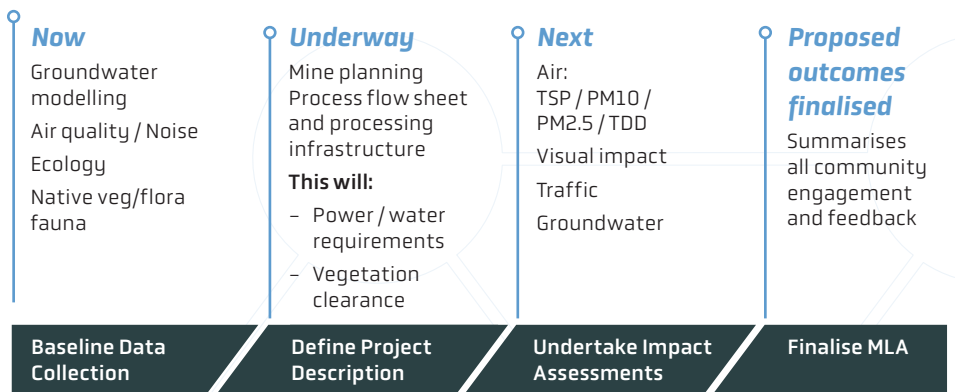 Now
Groundwater
modelling
Air quality / Noise
Ecology
Native veg/flora
fauna
Underway
Mine planning
Process flow sheet
and processing
infrastructure
This will:
– Power / water
requirements
– Vegetation
clearance
Next
Air:
TSP / PM10 /
PM2.5 / TDD
Visual impact
Traffic
Groundwater
Proposed
outcomes
finalised
Summarises
all community
engagement
and feedback
Baseline Data
Collection
Define Project
Description
Undertake Impact
Assessments
Finalise MLA